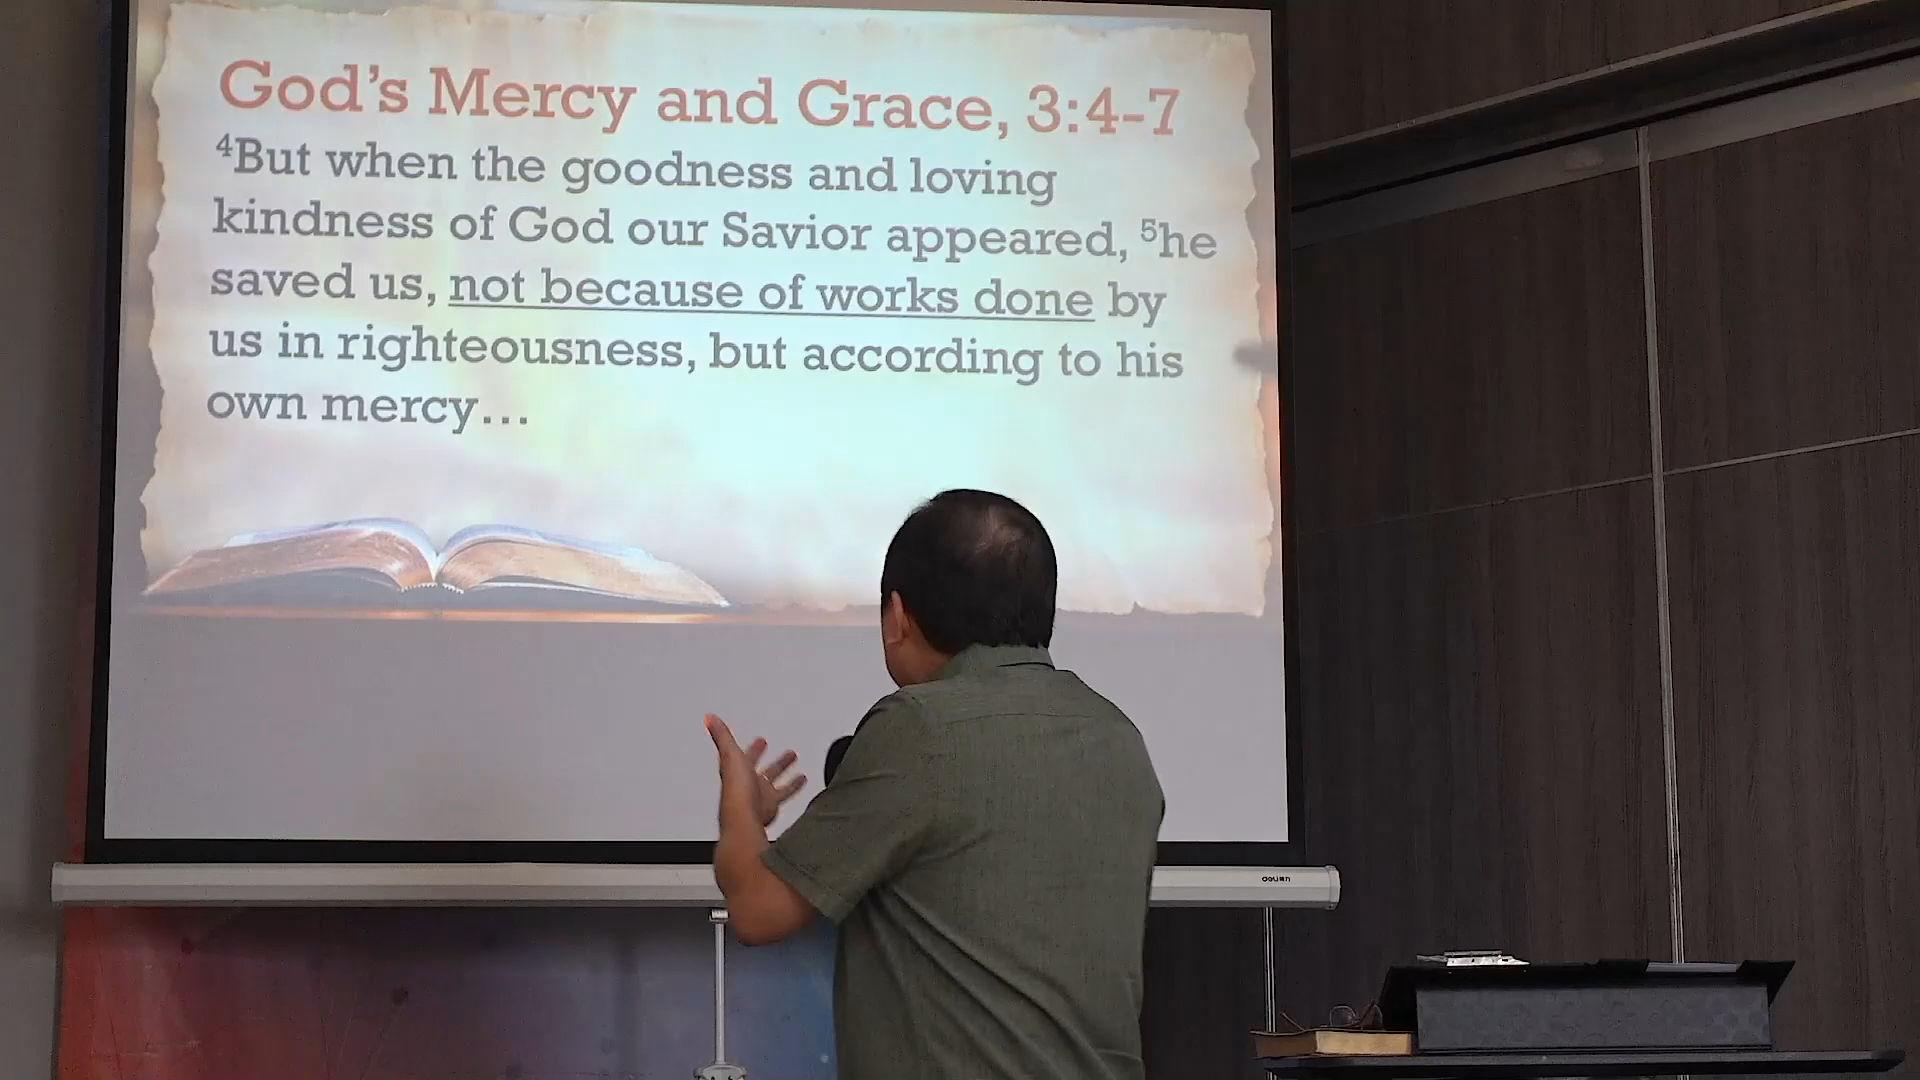 God’s Mercy and Grace, 3:4-7
⁴But when the goodness and loving
kindness of God our Savior appeared, ⁵he
saved us, not because of works done by
us in righteousness, but according to his
own mercy…